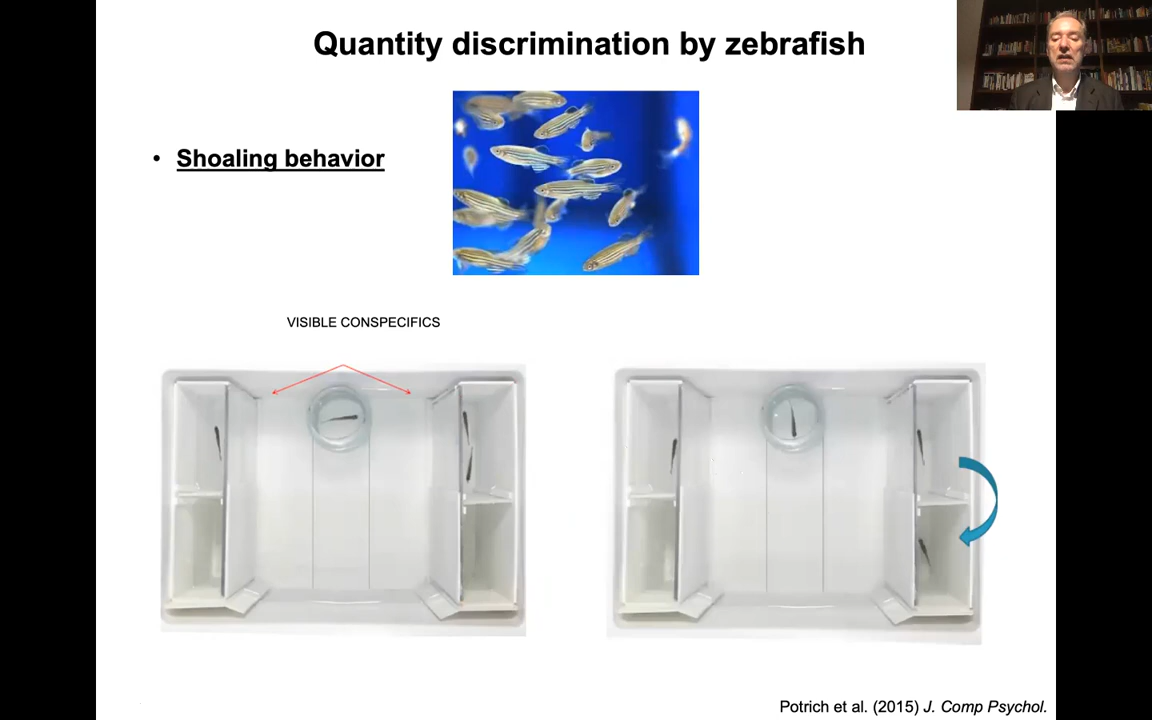 Quantity discrimination by zebrafish
• Shoaling behavior
VISIBLE CONSPECIFICS
Potrich et al. (2015) J. Comp Psychol.